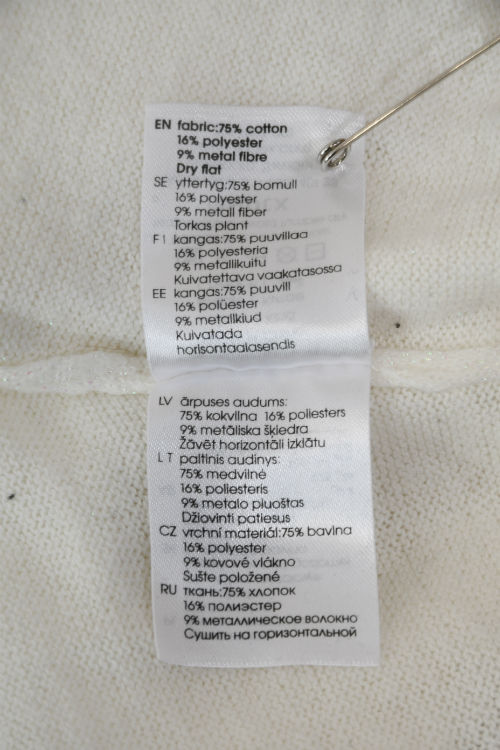 EN fabric:75% cotton
16% polyester
9% metal fibre
Dry flat
SE yttertyg:75% bomull
16% polyester
9% metall fiber
Torkas plant
FI kangas:75% puuvillaa
16% polyesteria
9% metallikuitu
Kuivatettava vaakatasossa
EE kangas:75% puuvill
16% polüester
9% metallkiud
Kuivatada
horisontaalasendis
LV ārpuses audums:
75% kokvilna 16% poliesters
9% metāliska šķiedra
Žāvēt horizontāli izklātu
LT paltinis audinys:
75% medvilnė
16% poliesteris
9% metalo pluoštas
Džiovinti patiesus
CZ vrchní materiál:75% bavlna
16% polyester
9% kovové vlákno
Sušte položené
RU ткань:75% хлопок
16% полиэстер
9% металлическое волокно
Сушить на горизонтальной